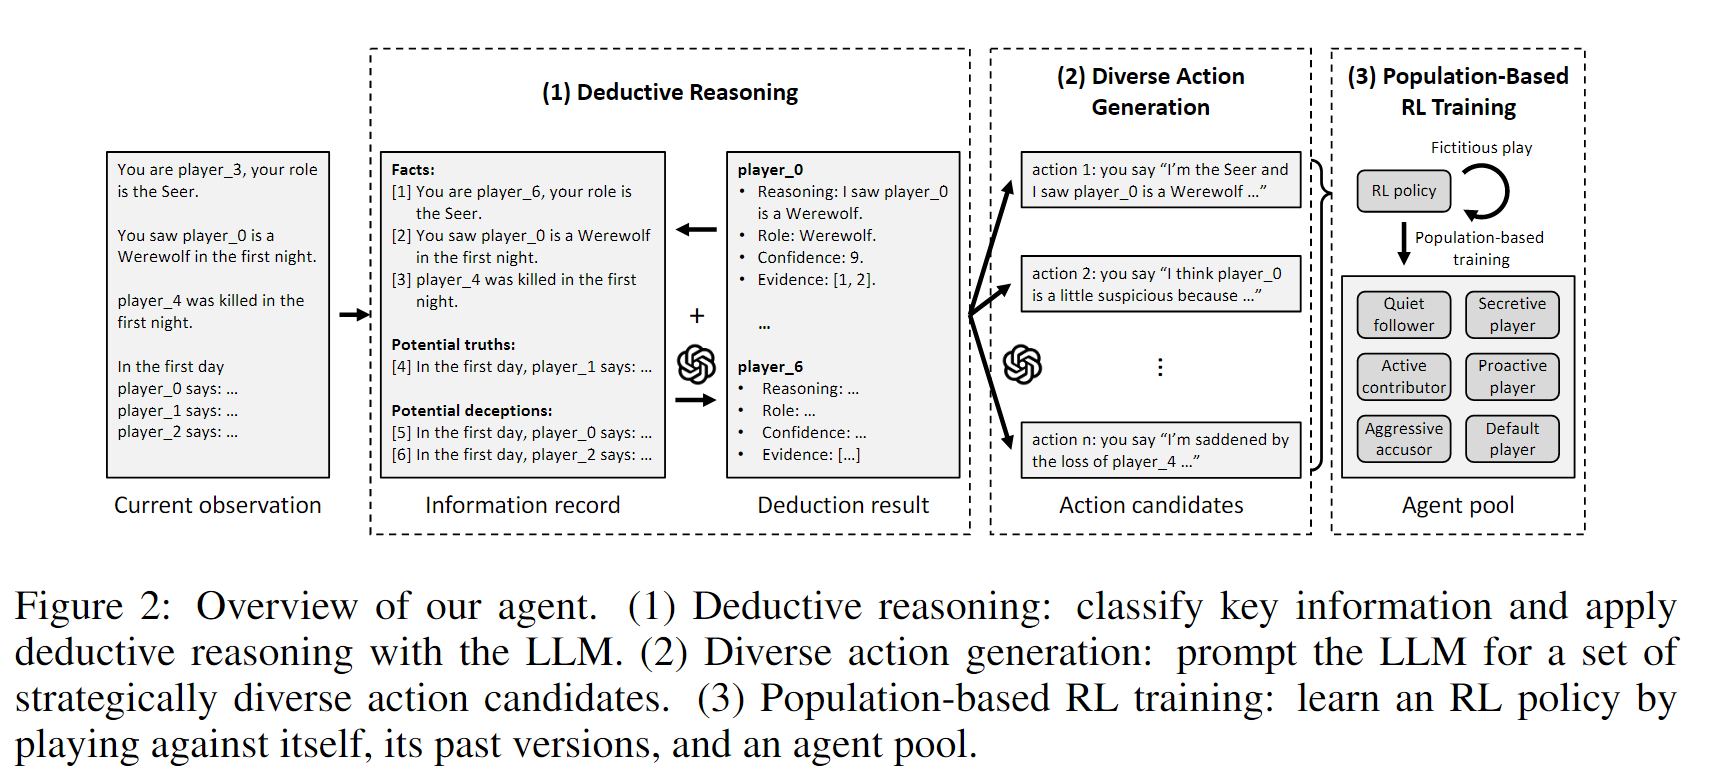 (1) Deductive Reasoning
(2) Diverse Action
Generation
(3) Population-Based
RL Training
You are player_3, your role
is the Seer.
You saw player_0 is a
Werewolf in the first night.
player_4 was killed in the
first night.
In the first day
player_0 says: ...
player_1 says: ...
player_2 says: ...
Current observation
Facts:
[1] You are player_6, your role is
the Seer.
[2] You saw player_0 is a Werewolf
in the first night.
[3] player_4 was killed in the first
night.
Potential truths:
[4] In the first day, player_1 says: ...
Potential deceptions:
[5] In the first day, player_0 says: ...
[6] In the first day, player_2 says: ...
Information record
+
player_0
• Reasoning: I saw player_0
is a Werewolf.
• Role: Werewolf.
• Confidence: 9.
• Evidence: [1, 2].
...
player_6
• Reasoning: ...
• Role: ...
• Confidence: ...
• Evidence: [...]
Deduction result
action 1: you say “I’m the Seer and
I saw player_0 is a Werewolf ...”
action 2: you say “I think player_0
is a little suspicious because ...”
⋮
action n: you say “I’m saddened by
the loss of player_4 ...”
Action candidates
Fictitious play
RL policy
Population-based
training
Quiet
follower
Secretive
player
Active
contributor
Proactive
player
Aggressive
accusor
Default
player
Agent pool
Figure 2: Overview of our agent. (1) Deductive reasoning: classify key information and apply
deductive reasoning with the LLM. (2) Diverse action generation: prompt the LLM for a set of
strategically diverse action candidates. (3) Population-based RL training: learn an RL policy by
playing against itself, its past versions, and an agent pool.